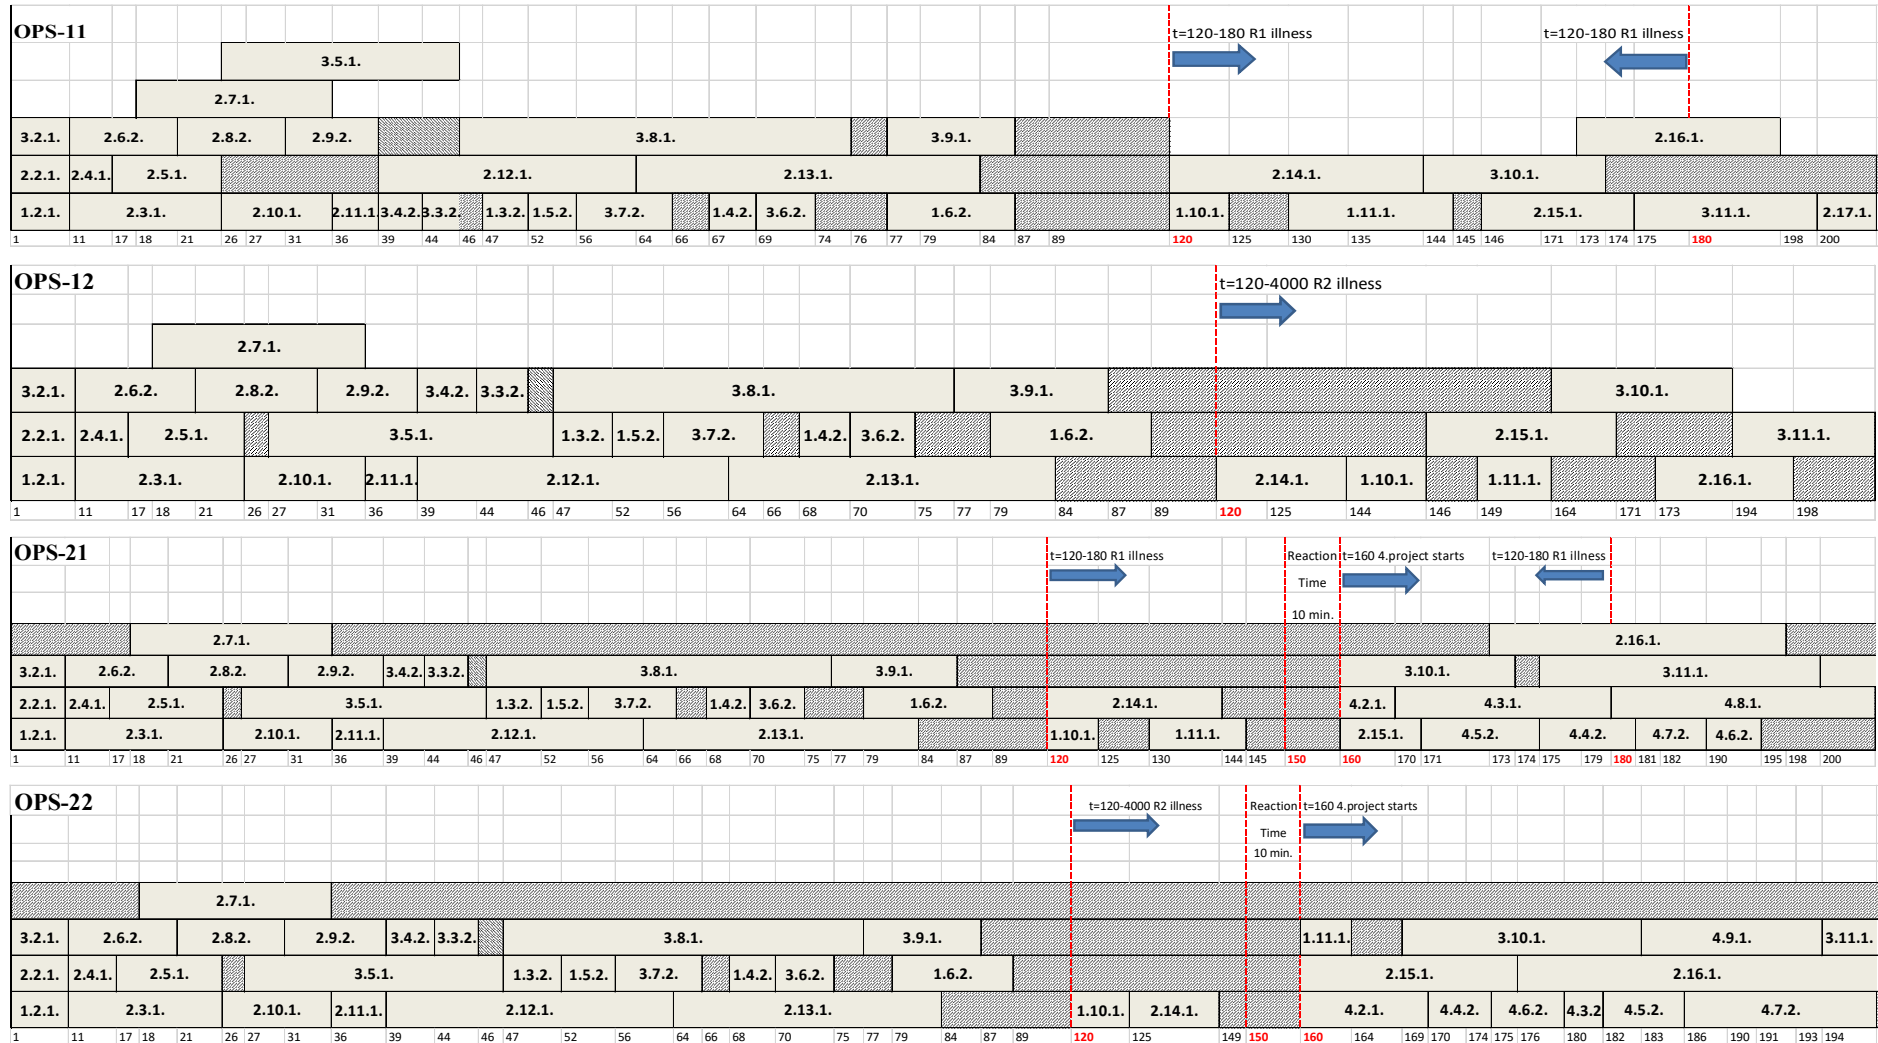 OPS-11
t=120-180 R1 illness t=120-180 R1 illness
3.5.1.
2.7.1.
3.2.1. 2.6.2. 2.8.2. 2.9.2. 3.8.1. 3.9.1. 2.16.1.
2.2.1. 2.4.1. 2.5.1. 2.12.1. 2.13.1. 2.14.1. 3.10.1.
1.2.1. 2.3.1. 2.10.1. 2.11.1 3.4.2. 3.3.2. 1.3.2. 1.5.2. 3.7.2. 1.4.2. 3.6.2. 1.6.2. 1.10.1. 1.11.1. 2.15.1. 3.11.1. 2.17.1.
1 11 17 18 21 26 27 31 36 39 44 46 47 52 56 64 66 67 69 74 76 77 79 84 87 89 120 125 130 135 144 145 146 171 173 174 175 180 198 200
OPS-12
t=120-4000 R2 illness
2.7.1.
3.2.1. 2.6.2. 2.8.2. 2.9.2. 3.4.2. 3.3.2. 3.8.1. 3.9.1. 3.10.1.
2.2.1. 2.4.1. 2.5.1. 3.5.1. 1.3.2. 1.5.2. 3.7.2. 1.4.2. 3.6.2. 1.6.2. 2.15.1. 3.11.1.
1.2.1. 2.3.1. 2.10.1. 2.11.1. 2.12.1. 2.13.1. 2.14.1. 1.10.1. 1.11.1. 2.16.1.
1 11 17 18 21 26 27 31 36 39 44 46 47 52 56 64 66 68 70 75 77 79 84 87 89 120 125 144 146 149 164 171 173 194 198
OPS-21
t=120-180 R1 illness Reaction t=160 4.project starts t=120-180 R1 illness
Time
10 min.
2.7.1. 2.16.1.
3.2.1. 2.6.2. 2.8.2. 2.9.2. 3.4.2. 3.3.2. 3.8.1. 3.9.1. 3.10.1. 3.11.1.
2.2.1. 2.4.1. 2.5.1. 3.5.1. 1.3.2. 1.5.2. 3.7.2. 1.4.2. 3.6.2. 1.6.2. 2.14.1. 4.2.1. 4.3.1. 4.8.1.
1.2.1. 2.3.1. 2.10.1. 2.11.1. 2.12.1. 2.13.1. 1.10.1. 1.11.1. 2.15.1. 4.5.2. 4.4.2. 4.7.2. 4.6.2.
1 11 17 18 21 26 27 31 36 39 44 46 47 52 56 64 66 68 70 75 77 79 84 87 89 120 125 130 144 145 150 160 170 171 173 174 175 179 180 181 182 190 195 198 200
OPS-22
t=120-4000 R2 illness Reaction t=160 4.project starts
Time
10 min.
2.7.1.
3.2.1. 2.6.2. 2.8.2. 2.9.2. 3.4.2. 3.3.2. 3.8.1. 3.9.1. 1.11.1. 3.10.1. 4.9.1. 3.11.1.
2.2.1. 2.4.1. 2.5.1. 3.5.1. 1.3.2. 1.5.2. 3.7.2. 1.4.2. 3.6.2. 1.6.2. 2.15.1. 2.16.1.
1.2.1. 2.3.1. 2.10.1. 2.11.1. 2.12.1. 2.13.1. 1.10.1. 2.14.1. 4.2.1. 4.4.2. 4.6.2. 4.3.2 4.5.2. 4.7.2.
1 11 17 18 21 26 27 31 36 39 44 46 47 52 56 64 66 68 70 75 77 79 84 87 89 120 125 149 150 160 164 169 170 174 175 176 180 182 183 186 190 191 193 194